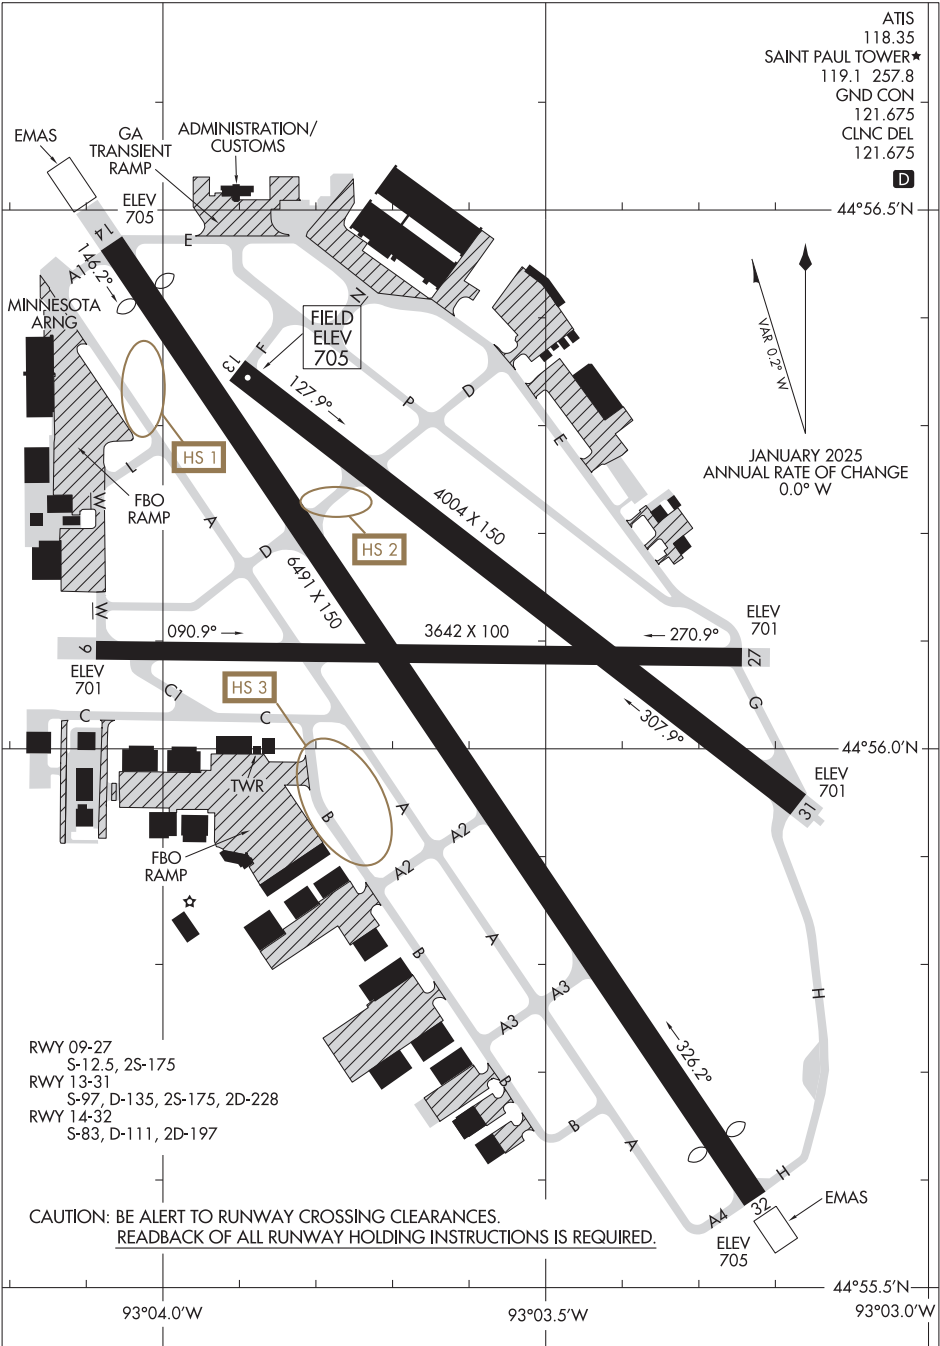 ATIS
118.35
SAINT PAUL TOWER★
119.1 257.8
GND CON
121.675
CLNC DEL
121.675
D
EMAS
GA
TRANSIENT
RAMP
ADMINISTRATION/
CUSTOMS
ELEV
705
44°56.5'N
14
E
A1
146.2°
MINNESOTA
ARNG
N
FIELD
ELEV
705
F
13
127.9°
P
D
E
VAR 0.2° W
JANUARY 2025
ANNUAL RATE OF CHANGE
0.0° W
HS 1
L
W
FBO
RAMP
A
D
4004 X 150
HS 2
6491 X 150
W
090.9°
3642 X 100
270.9°
ELEV
701
9
27
ELEV
701
C1
HS 3
G
C
C
307.9°
44°56.0'N
TWR
ELEV
701
31
B
A
A2
A2
FBO
RAMP
A
B
H
A3
A3
326.2°
RWY 09-27
S-12.5, 2S-175
RWY 13-31
S-97, D-135, 2S-175, 2D-228
RWY 14-32
S-83, D-111, 2D-197
B
B
A
H
32
A4
EMAS
ELEV
705
CAUTION: BE ALERT TO RUNWAY CROSSING CLEARANCES.
READBACK OF ALL RUNWAY HOLDING INSTRUCTIONS IS REQUIRED.
44°55.5'N
93°04.0'W
93°03.5'W
93°03.0'W